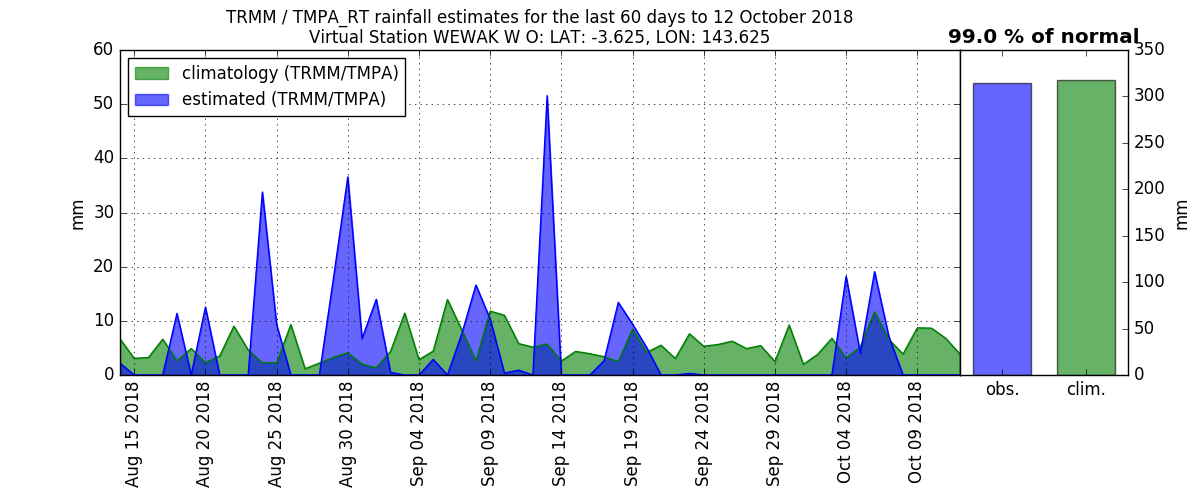 TRMM / TMPA_RT rainfall estimates for the last 60 days to 12 October 2018
Virtual Station WEWAK W O: LAT: -3.625, LON: 143.625
99.0 % of normal
climatology (TRMM/TMPA)
estimated (TRMM/TMPA)
60
50
40
30
20
10
0
mm
Aug 15 2018
Aug 20 2018
Aug 25 2018
Aug 30 2018
Sep 04 2018
Sep 09 2018
Sep 14 2018
Sep 19 2018
Sep 24 2018
Sep 29 2018
Oct 04 2018
Oct 09 2018
350
300
250
200
150
100
50
0
mm
obs.
clim.